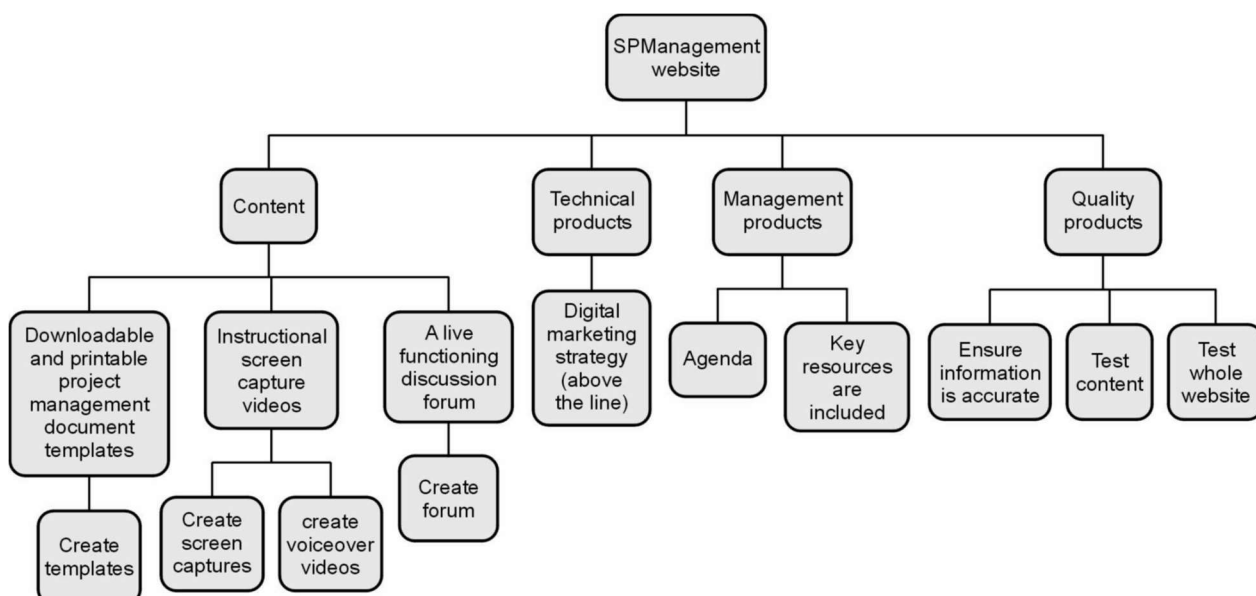 SPManagement
website
Content
Technical
products
Management
products
Quality
products
Downloadable
and printable
project
management
document
templates
Instructional
screen
capture
videos
A live
functioning
discussion
forum
Digital
marketing
strategy
(above
the line)
Agenda
Key
resources
are
included
Ensure
information
is accurate
Test
content
Test
whole
website
Create
templates
Create
screen
captures
create
voiceover
videos
Create
forum